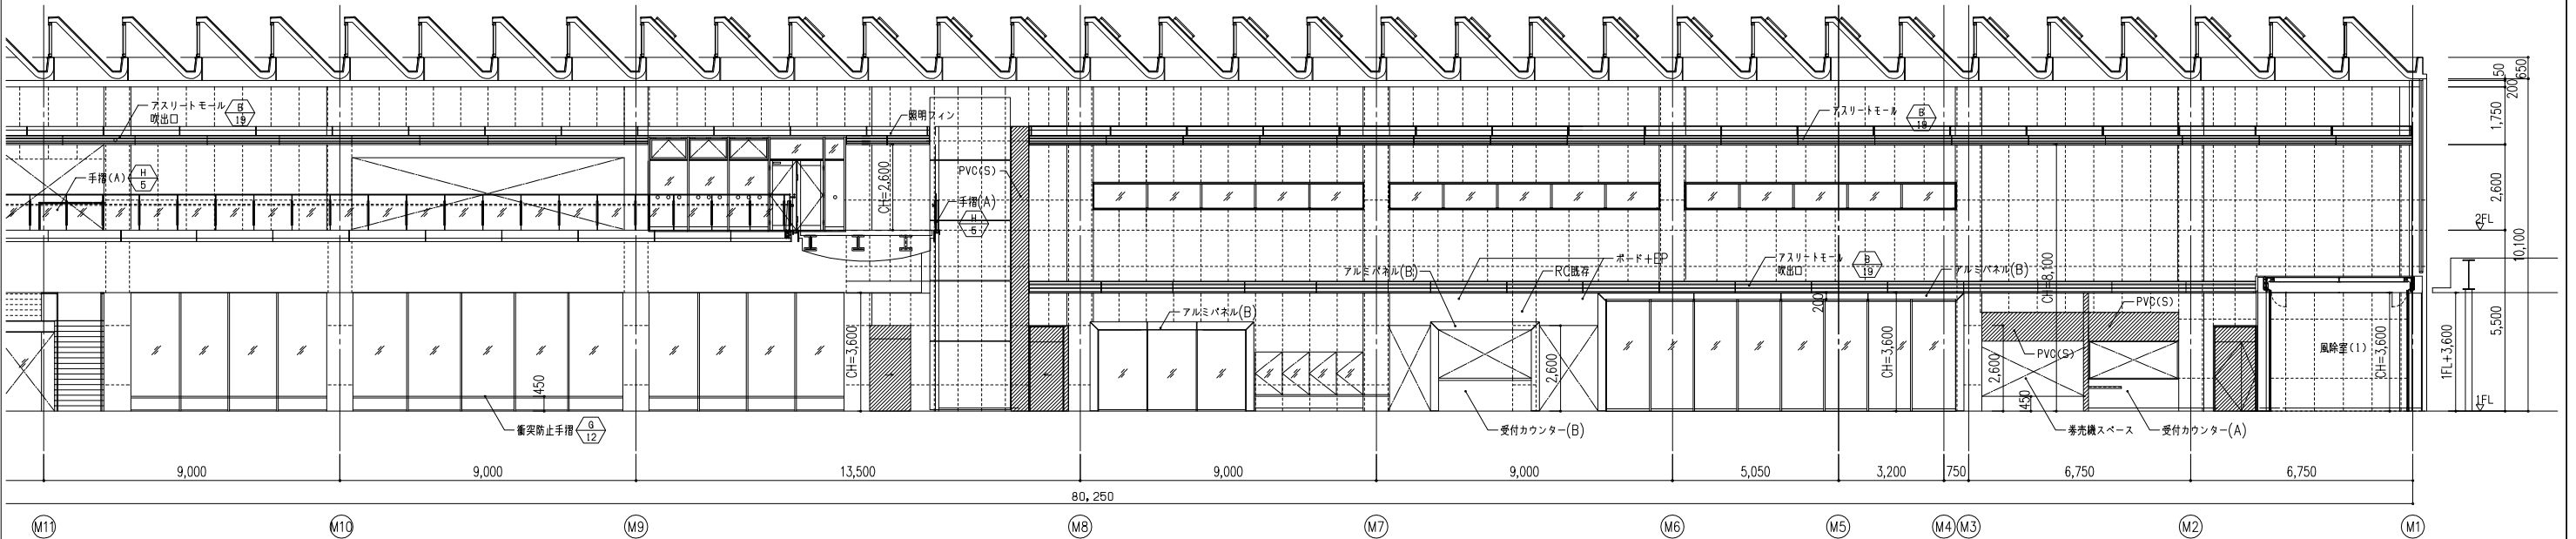 アスリートモール
吹出口
B
19
照明フィン
アスリートモール
B
19
手摺(A)
H
5
CH=2,600
PVC(S)
手摺(A)
H
5
アルミパネル(B)
RC既存
ボード+EP
アスリートモール
吹出口
B
19
アルミパネル(B)
CH=8,100
アルミパネル(B)
200
PVC(S)
PVC(S)
CH=3,600
2,600
CH=3,600
2,600
風除室(1)
CH=3,600
450
450
衝突防止手摺
G
12
受付カウンター(B)
券売機スペース
受付カウンター(A)
50
650
200
1,750
2,600
2FL
10,100
5,500
1FL+3,600
1FL
9,000
9,000
13,500
9,000
9,000
5,050
3,200
750
6,750
6,750
80,250
M11
M10
M9
M8
M7
M6
M5
M4
M3
M2
M1